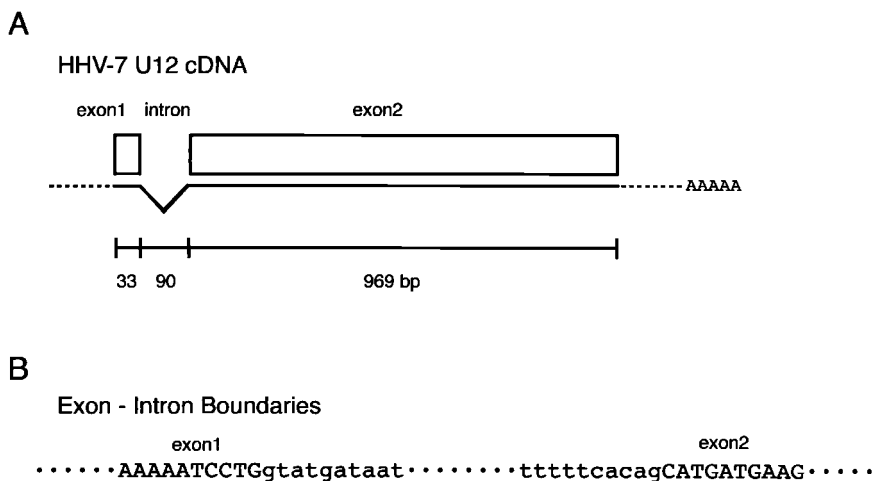 A
HHV-7 U12 cDNA
exon1 intron exon2
AAAAA
33 90 969 bp
B
Exon - Intron Boundaries
exon1 exon2
······AAAAATCCTGgtatgataat········tttttcacagCATGATGAAG·····